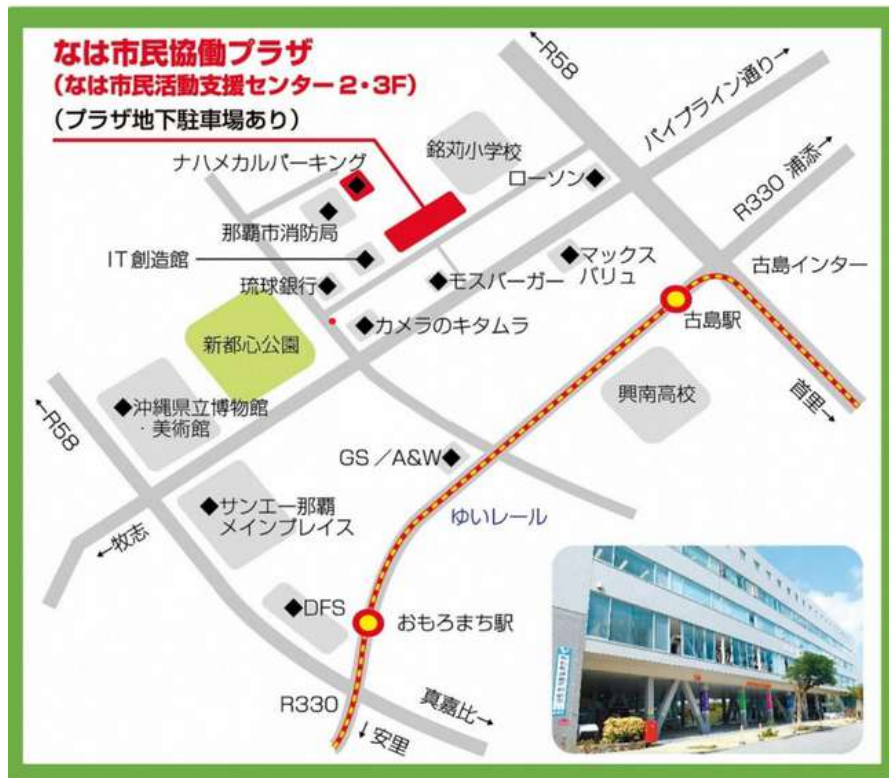 なは市民協働プラザ
(なは市民活動支援センター2・3F)
(プラザ地下駐車場あり)
←R58
パイプライン通り→
銘苅小学校
ナハメカルパーキング
ローソン
R330 浦添→
那覇市消防局
IT創造館
マックス
バリュ
古島インター
琉球銀行
モスバーガー
古島駅
カメラのキタムラ
新都心公園
興南高校
首里→
←R58
◆沖縄県立博物館
・美術館
GS/A&W
◆サンエー那覇
メインプレイス
ゆいレール
←牧志
◆DFS
おもろまち駅
R330
真嘉比→
↓安里